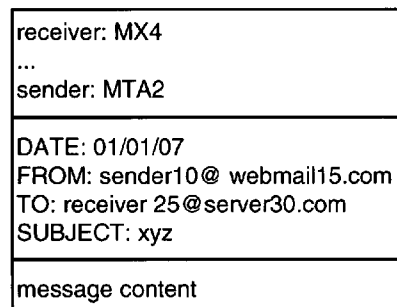 receiver: MX4
...
sender: MTA2
DATE: 01/01/07
FROM: sender10@ webmail15.com
TO: receiver 25@server30.com
SUBJECT: xyz
message content